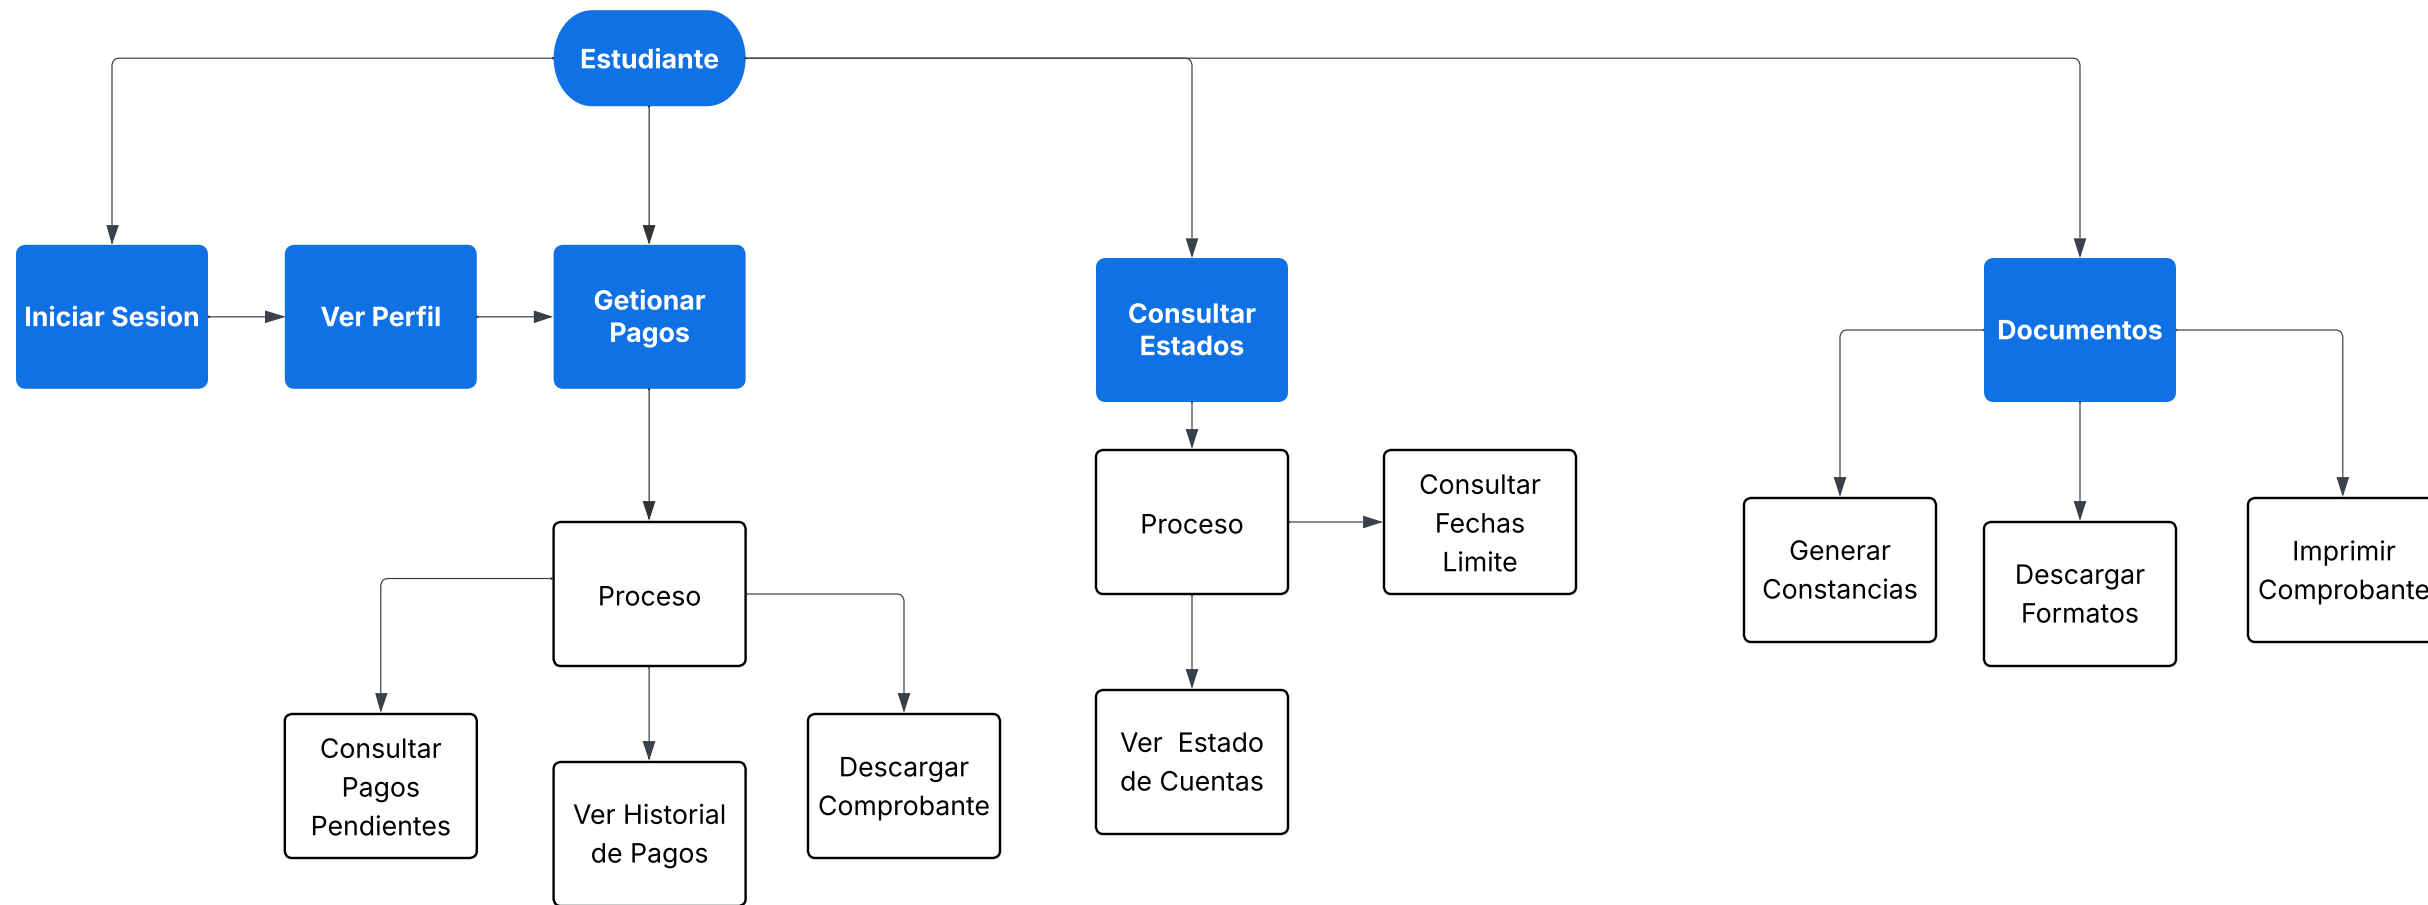 Estudiante
Iniciar Sesion
Ver Perfil
Getionar
Pagos
Consultar
Estados
Documentos
Proceso
Consultar
Fechas
Limite
Generar
Constancias
Descargar
Formatos
Imprimir
Comprobante
Proceso
Consultar
Pagos
Pendientes
Ver Historial
de Pagos
Descargar
Comprobante
Ver  Estado
de Cuentas